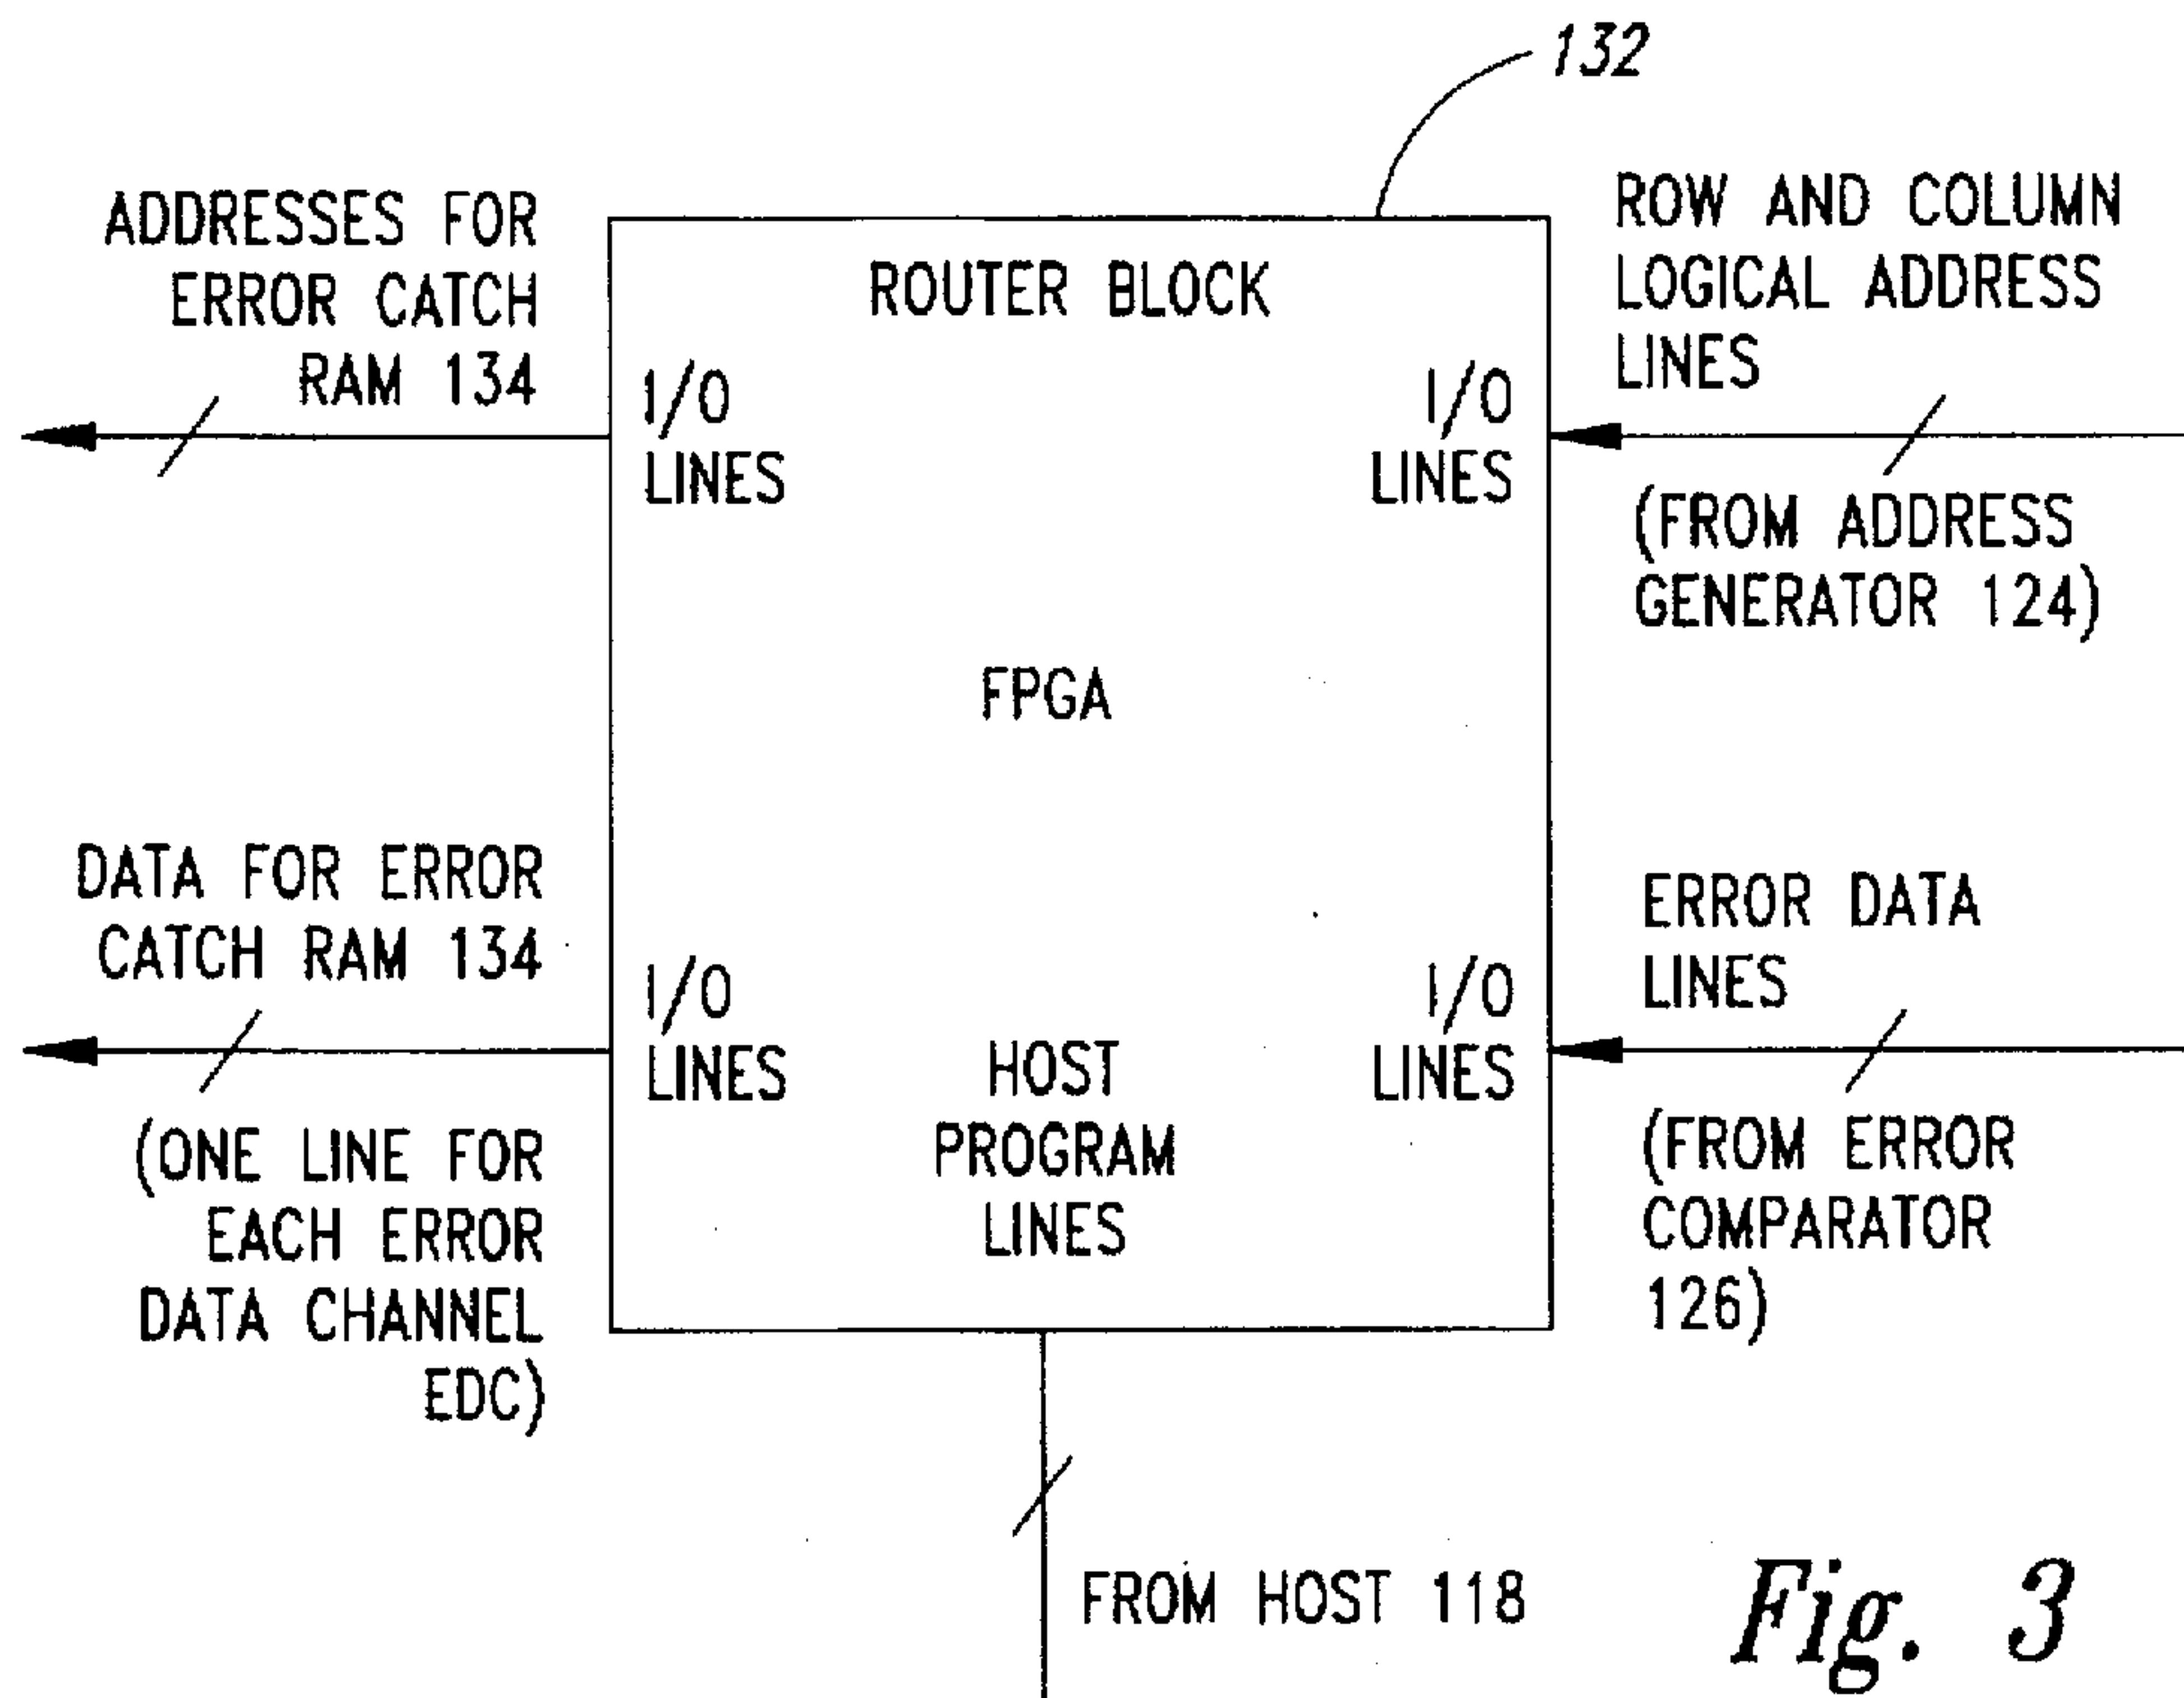 132
ADDRESSES FOR
ERROR CATCH
RAM 134
ROUTER BLOCK
I/O
LINES
I/O
LINES
ROW AND COLUMN
LOGICAL ADDRESS
LINES
(FROM ADDRESS
GENERATOR 124)
FPGA
DATA FOR ERROR
CATCH RAM 134
(ONE LINE FOR
EACH ERROR
DATA CHANNEL
EDC)
I/O
LINES
HOST
PROGRAM
LINES
I/O
LINES
ERROR DATA
LINES
(FROM ERROR
COMPARATOR
126)
FROM HOST 118
Fig. 3